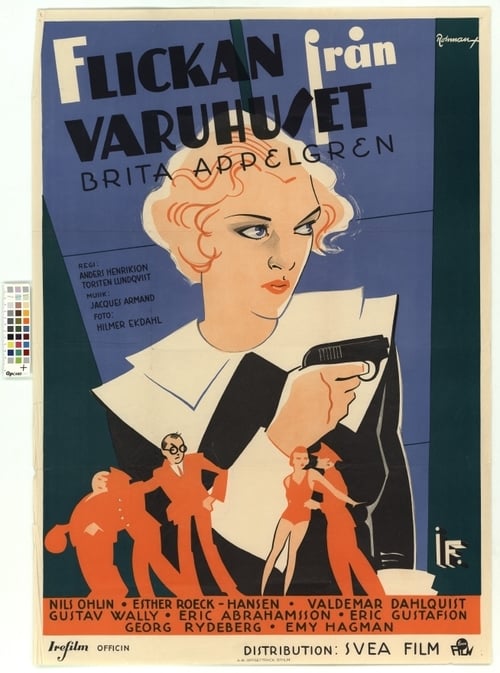 Rohman
FLICKAN från
VARUHUSET
BRITA APPELGREN
REGI:
ANDERS HENRIKSON
TORSTEN LUNDQVIST
MUSIK:
JACQUES ARMAND
FOTO:
HILMER EKDAHL
i.F.
NILS OHLIN • ESTHER ROECK-HANSEN • VALDEMAR DAHLQUIST
GUSTAV WALLY • ERIC ABRAHAMSSON • ERIC GUSTAFSON
GEORG RYDEBERG • EMY HAGMAN
Irefilm OFFICIN
DISTRIBUTION: SVEA FILM
FILM